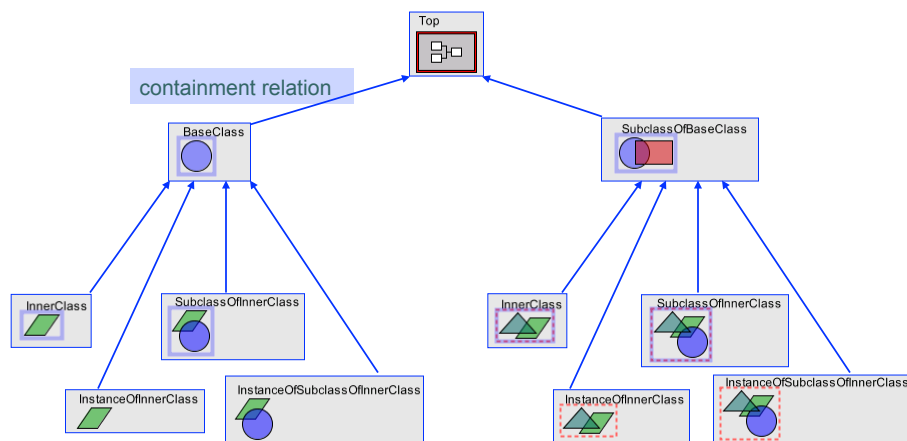 Top
containment relation
BaseClass
SubclassOfBaseClass
InnerClass
SubclassOfInnerClass
InnerClass
SubclassOfInnerClass
InstanceOfInnerClass
InstanceOfSubclassOfInnerClass
InstanceOfInnerClass
InstanceOfSubclassOfInnerClass